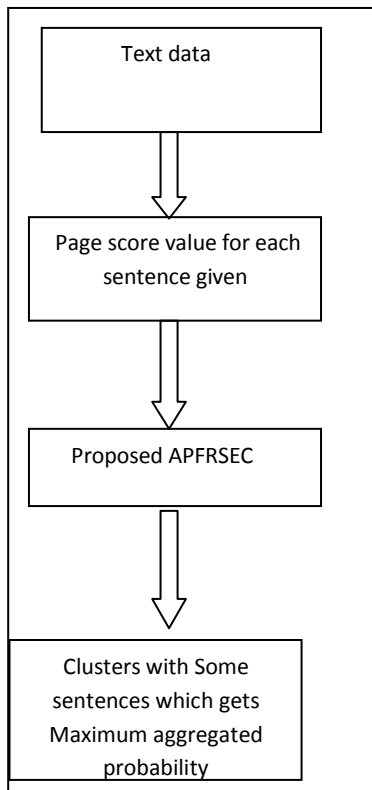 Text data
Page score value for each
sentence given
Proposed APFRSEC
Clusters with Some
sentences which gets
Maximum aggregated
probability